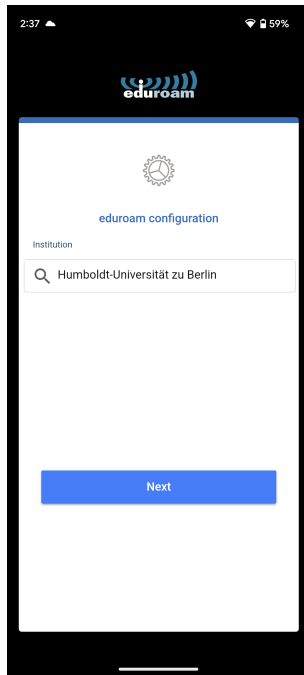 2:37
59%
eduroam
eduroam configuration
Institution
Humboldt-Universität zu Berlin
Next